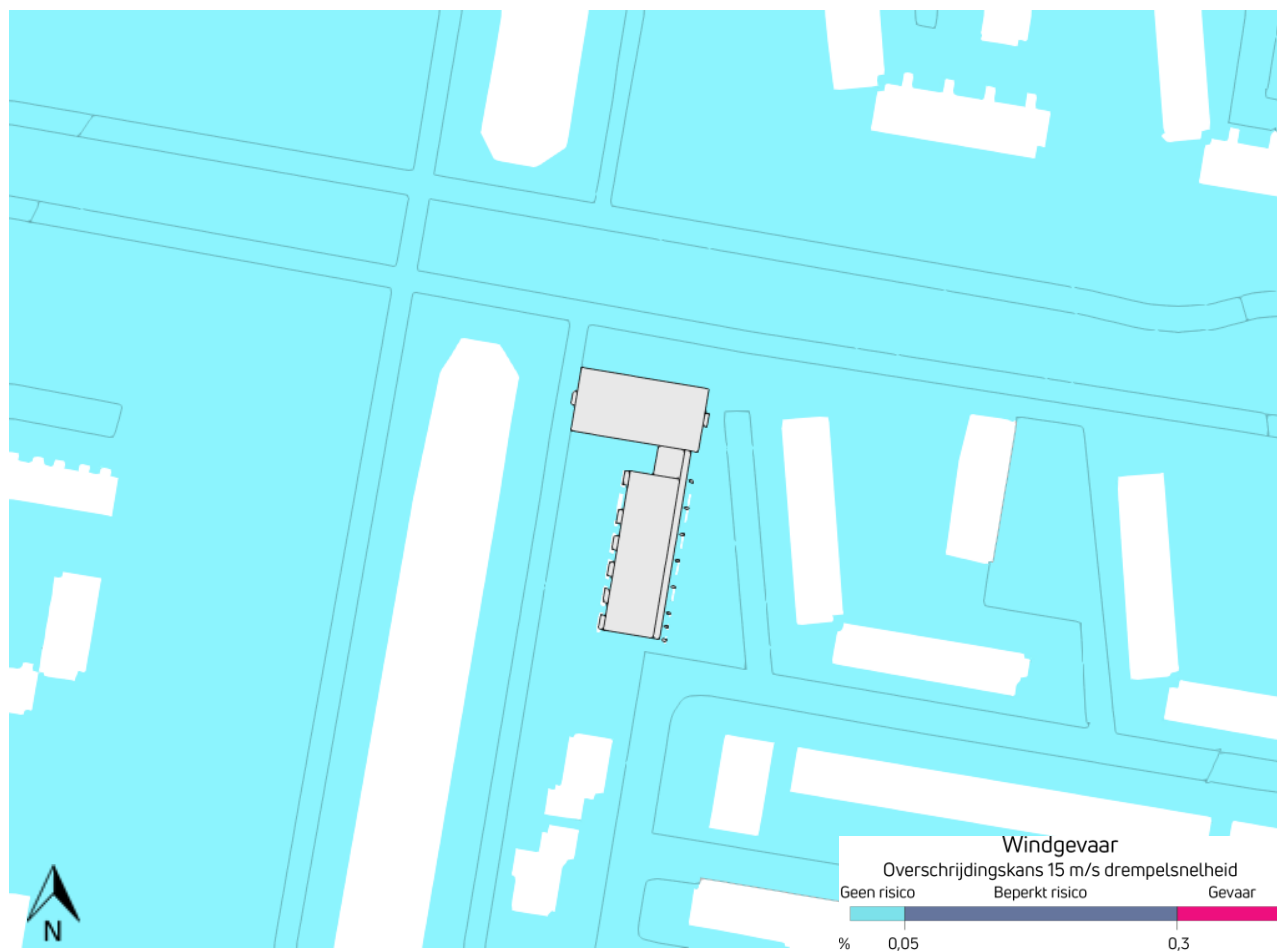 Windgevaar
Overschrijdingskans 15 m/s drempelsnelheid
Geen risico Beperkt risico Gevaar
% 0,05 0,3
N